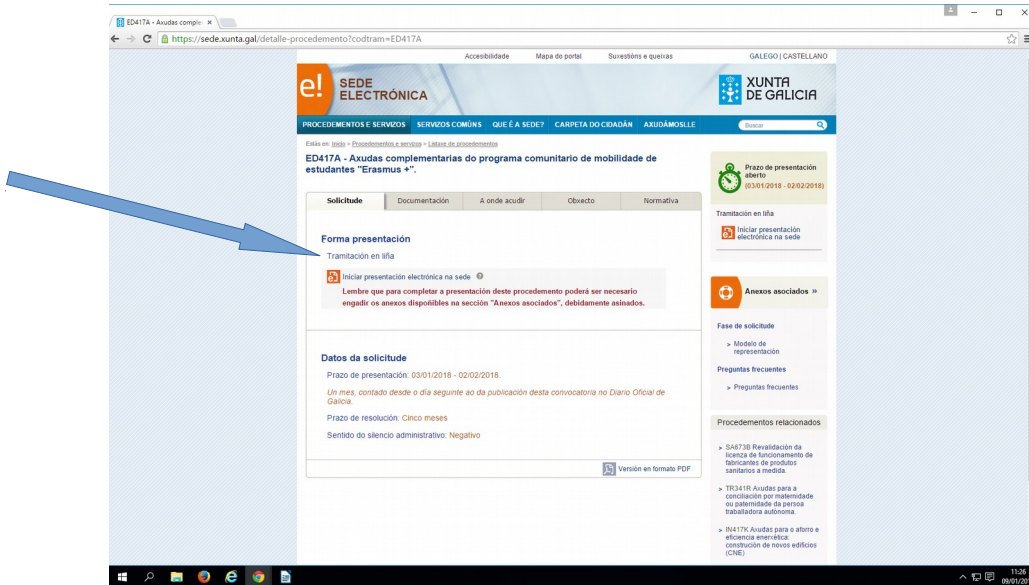 ED417A - Axudas comple
https://sede.xunta.gal/detalle-procedemento?codtram=ED417A
Accesibilidade Mapa do portal Suxestións e queixas GALEGO | CASTELLANO
e! SEDE
ELECTRÓNICA
XUNTA
DE GALICIA
PROCEDEMENTOS E SERVIZOS SERVIZOS COMÚNS QUE É A SEDE? CARPETA DO CIDADÁN AXUDÁMOSLLE Buscar
Estás en: Inicio > Procedementos e servizos > Listaxe de procedementos
ED417A - Axudas complementarias do programa comunitario de mobilidade de
estudantes "Erasmus +".
Solicitude Documentación A onde acudir Obxecto Normativa
Forma presentación
Tramitación en liña
Iniciar presentación electrónica na sede
Lembre que para completar a presentación deste procedemento poderá ser necesario
engadir os anexos dispoñibles na sección "Anexos asociados", debidamente asinados.
Datos da solicitude
Prazo de presentación: 03/01/2018 - 02/02/2018.
Un mes, contado desde o día seguinte ao da publicación desta convocatoria no Diario Oficial de
Galicia.
Prazo de resolución: Cinco meses
Sentido do silencio administrativo: Negativo
Versión en formato PDF
Prazo de presentación
aberto
(03/01/2018 - 02/02/2018)
Tramitación en liña
Iniciar presentación
electrónica na sede
Anexos asociados »
Fase de solicitude
> Modelo de
representación
Preguntas frecuentes
> Preguntas frecuentes
Procedementos relacionados
> SA673B Revalidación da
licenza de funcionamento de
fabricantes de produtos
sanitarios a medida.
> TR341R Axudas para a
conciliación por maternidade
ou paternidade da persoa
traballadora autónoma.
> IN417K Axudas para o aforro e
eficiencia enerxética:
construción de novos edificios
(CNE)
11:26
09/01/20